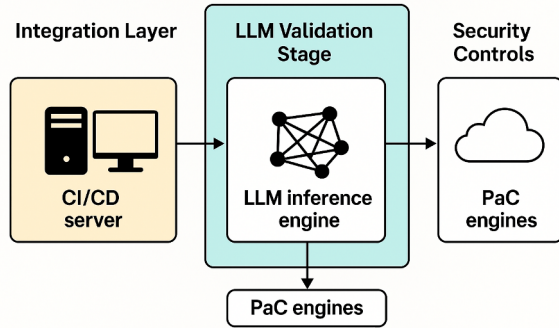 Integration Layer
LLM Validation
Stage
Security
Controls
CI/CD
server
LLM inference
engine
PaC
engines
PaC engines